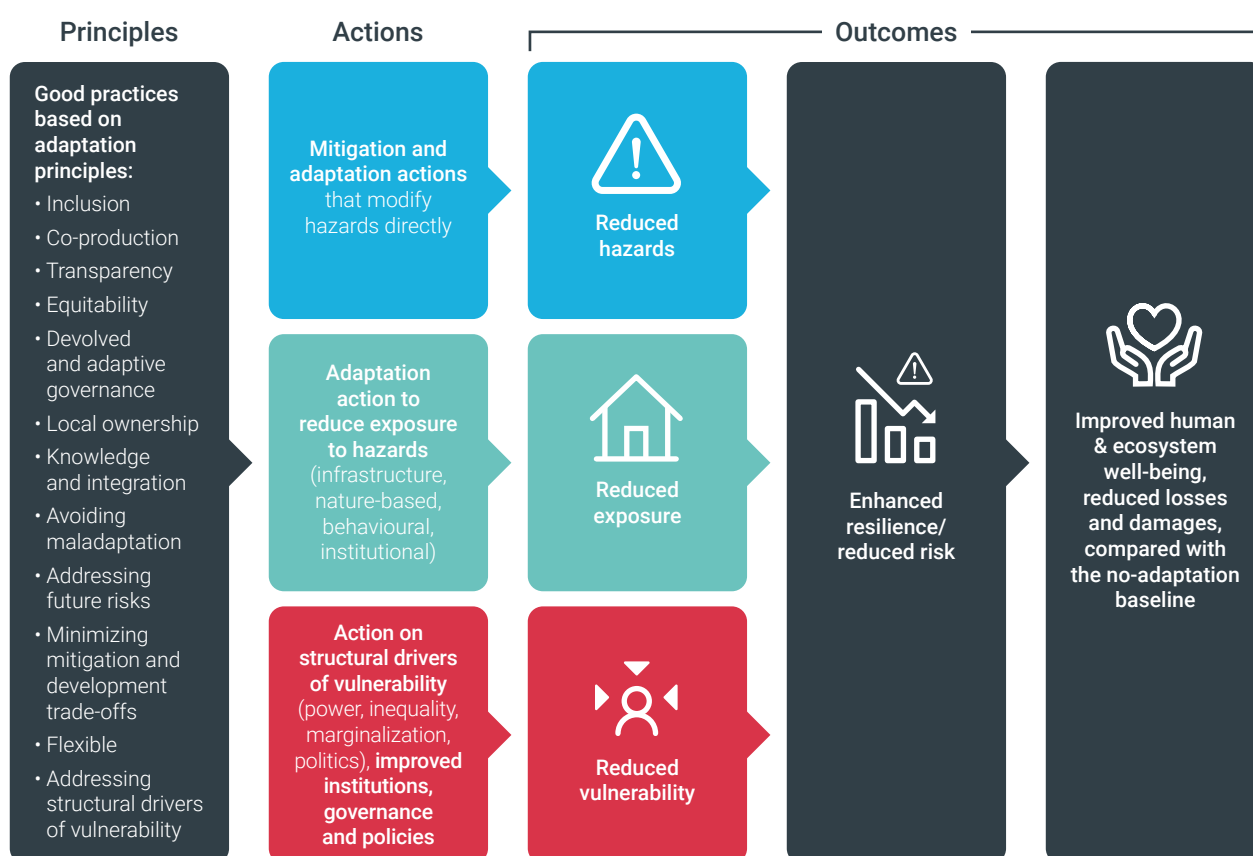 Principles
Actions
Outcomes
Good practices
based on
adaptation
principles:
• Inclusion
• Co-production
• Transparency
• Equitability
• Devolved
and adaptive
governance
• Local ownership
• Knowledge
and integration
• Avoiding
maladaptation
• Addressing
future risks
• Minimizing
mitigation and
development
trade-offs
• Flexible
• Addressing
structural drivers
of vulnerability
Mitigation and
adaptation actions
that modify
hazards directly
Adaptation
action to
reduce exposure
to hazards
(infrastructure,
nature-based,
behavioural,
institutional)
Action on
structural drivers
of vulnerability
(power, inequality,
marginalization,
politics), improved
institutions,
governance
and policies
Reduced
hazards
Reduced
exposure
Reduced
vulnerability
Enhanced
resilience/
reduced risk
Improved human
& ecosystem
well-being,
reduced losses
and damages,
compared with
the no-adaptation
baseline